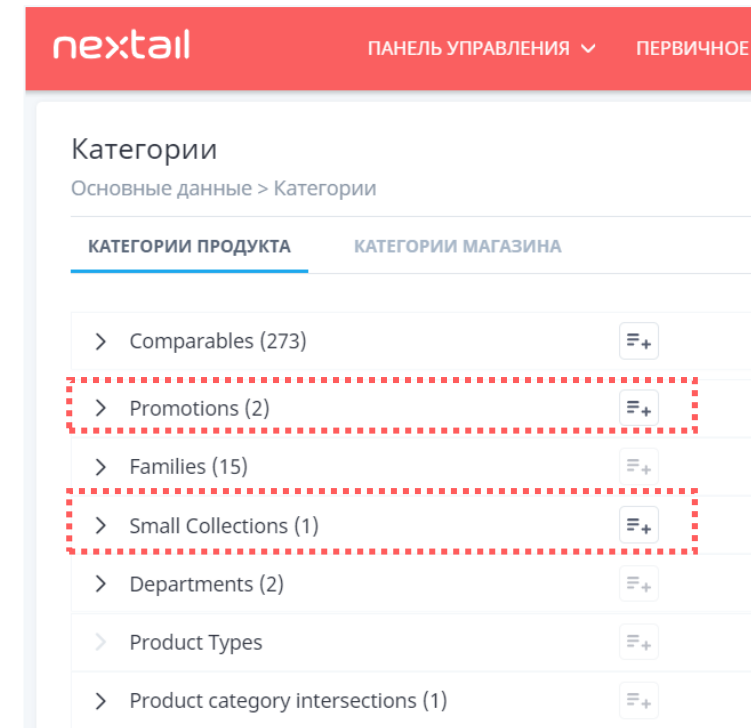 nextail
ПАНЕЛЬ УПРАВЛЕНИЯ ПЕРВИЧНОЕ
Категории
Основные данные > Категории
КАТЕГОРИИ ПРОДУКТА КАТЕГОРИИ МАГАЗИНА
Comparables (273)
Promotions (2)
Families (15)
Small Collections (1)
Departments (2)
Product Types
Product category intersections (1)